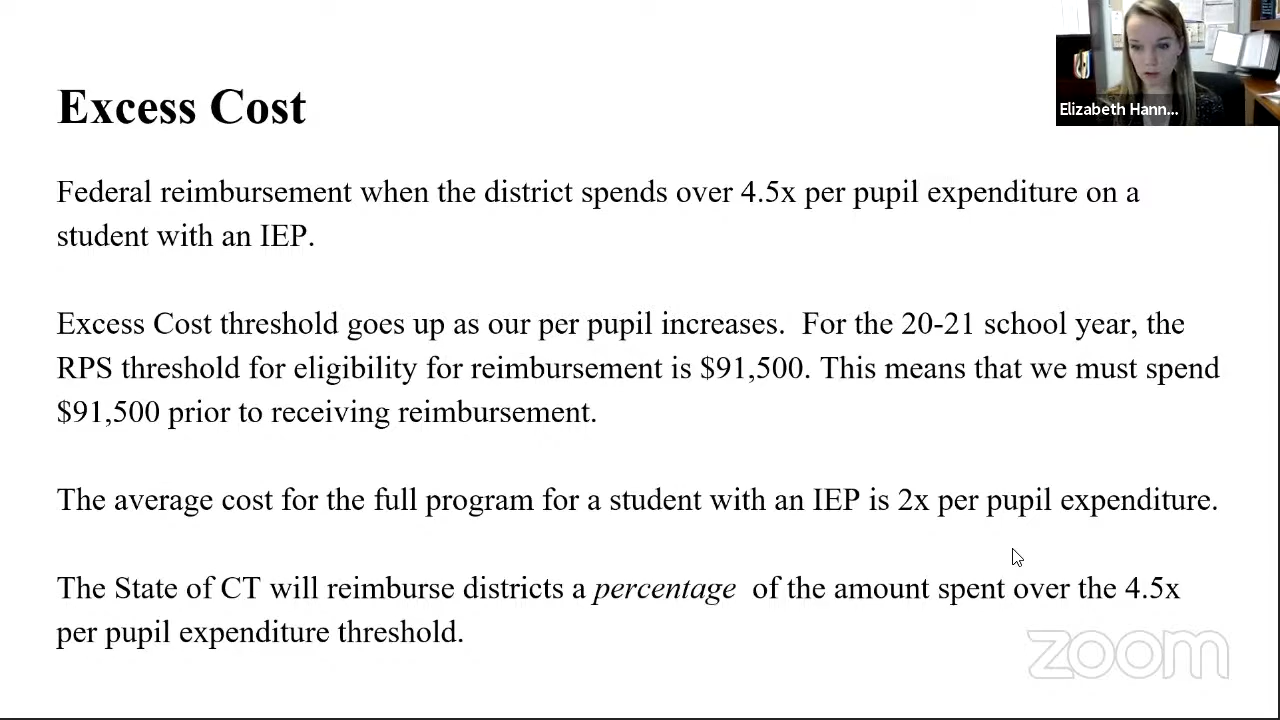 Elizabeth Hann...
Excess Cost
Federal reimbursement when the district spends over 4.5x per pupil expenditure on a
student with an IEP.
Excess Cost threshold goes up as our per pupil increases.  For the 20-21 school year, the
RPS threshold for eligibility for reimbursement is $91,500. This means that we must spend
$91,500 prior to receiving reimbursement.
The average cost for the full program for a student with an IEP is 2x per pupil expenditure.
The State of CT will reimburse districts a percentage  of the amount spent over the 4.5x
per pupil expenditure threshold.
zoom